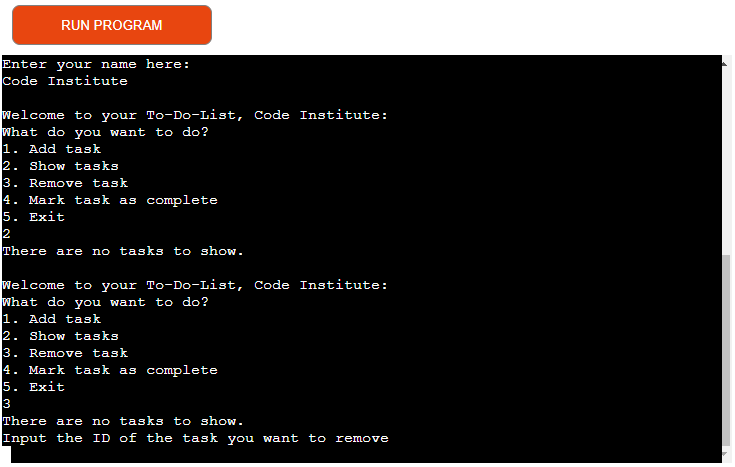 RUN PROGRAM
Enter your name here:
Code Institute
Welcome to your To-Do-List, Code Institute:
What do you want to do?
1. Add task
2. Show tasks
3. Remove task
4. Mark task as complete
5. Exit
2
There are no tasks to show.
Welcome to your To-Do-List, Code Institute:
What do you want to do?
1. Add task
2. Show tasks
3. Remove task
4. Mark task as complete
5. Exit
3
There are no tasks to show.
Input the ID of the task you want to remove